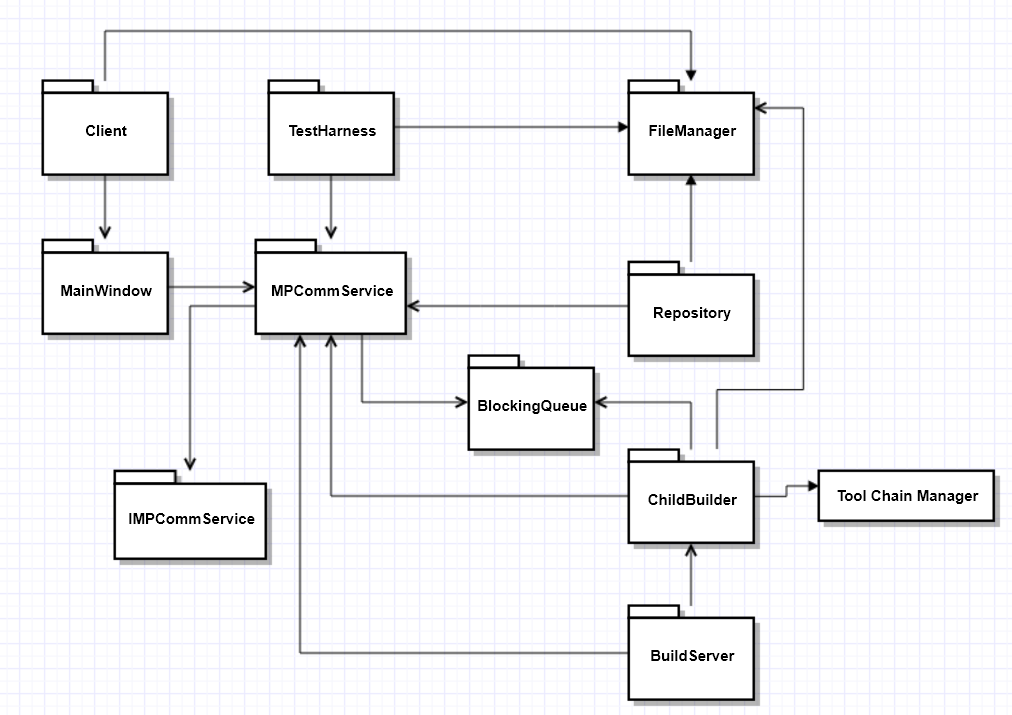 Client
TestHarness
FileManager
MainWindow
MPCommService
Repository
BlockingQueue
ChildBuilder
Tool Chain Manager
IMPCommService
BuildServer